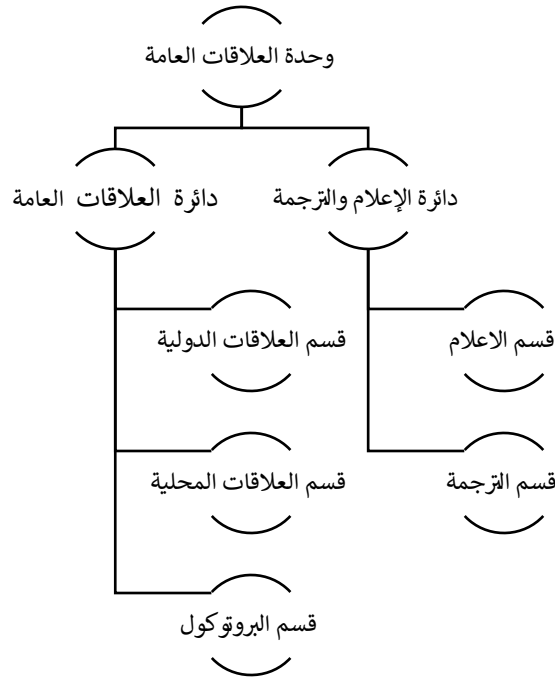 وحدة العلاقات العامة
دائرة الإعلام والترجمة
دائرة العلاقات العامة
قسم الاعلام
قسم العلاقات الدولية
قسم الترجمة
قسم العلاقات المحلية
قسم البروتوكول